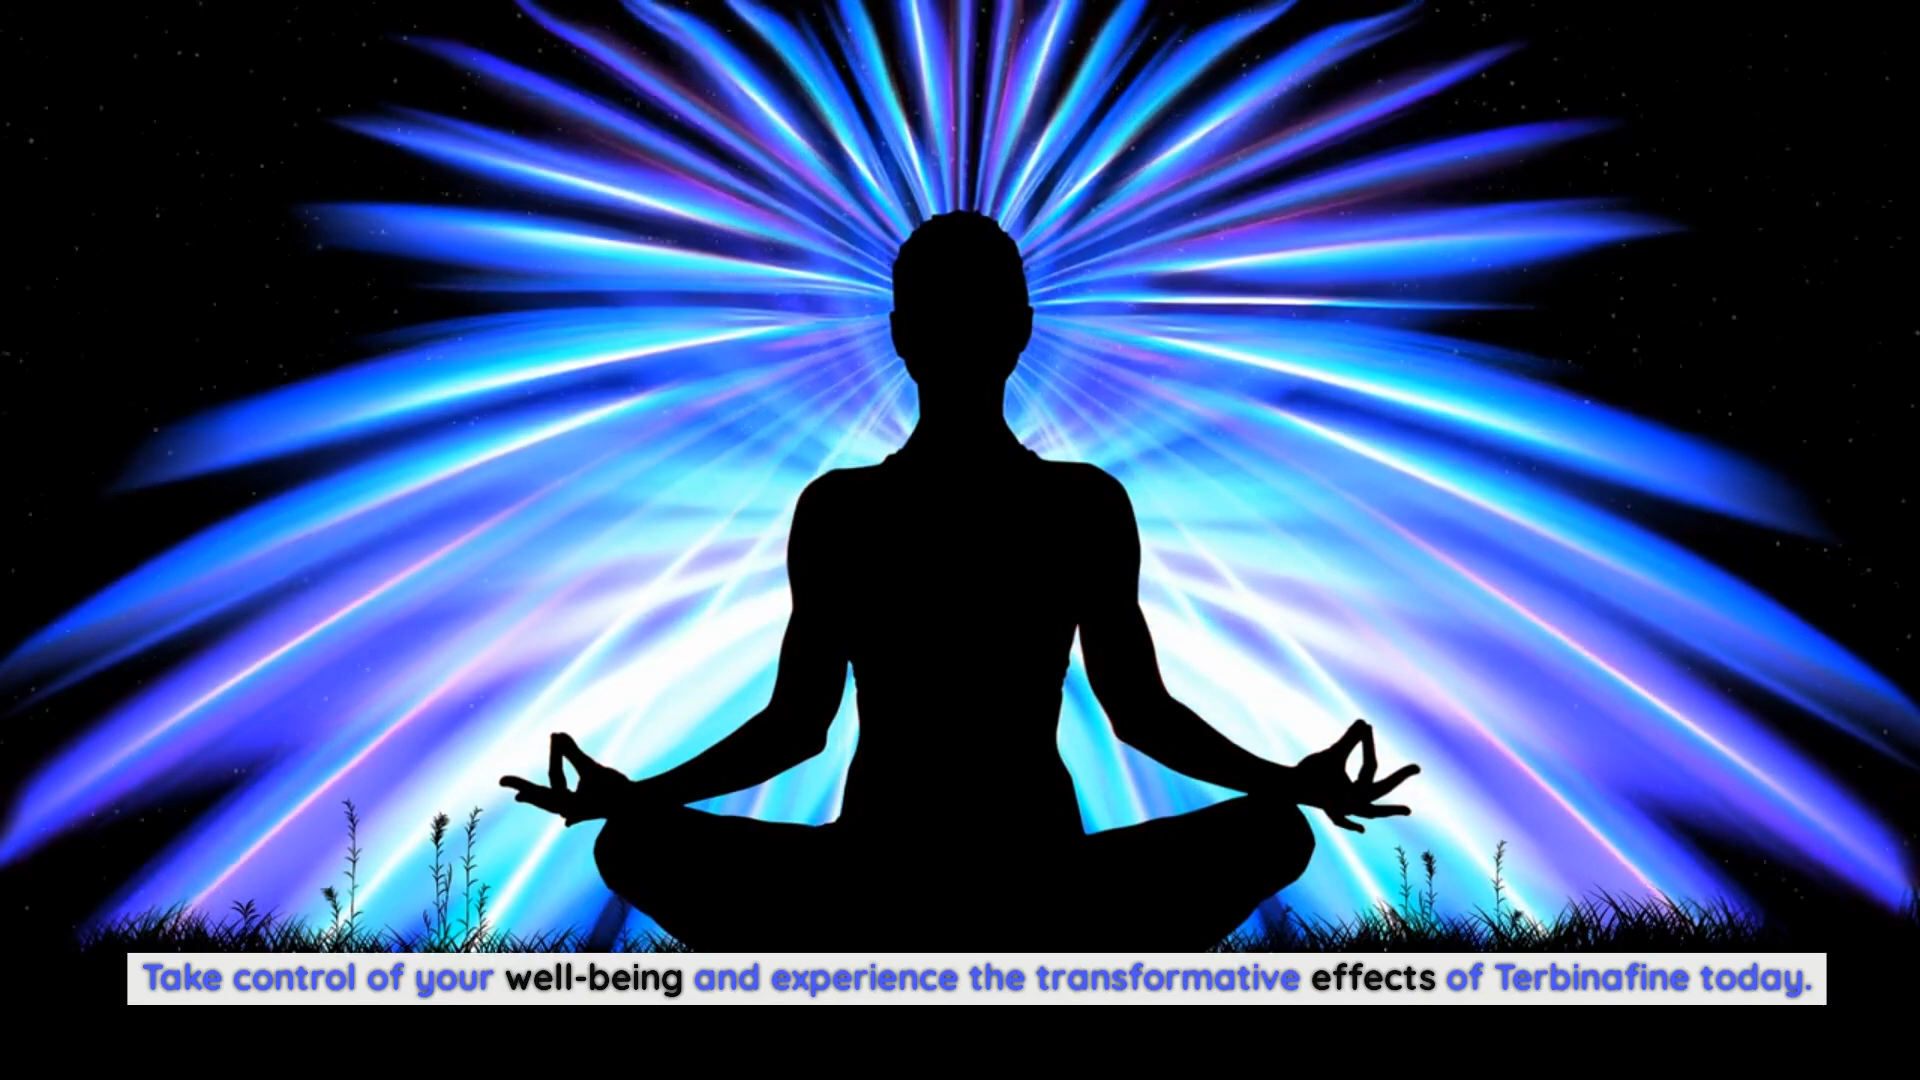 Take control of your well-being and experience the transformative effects of Terbinafine today.